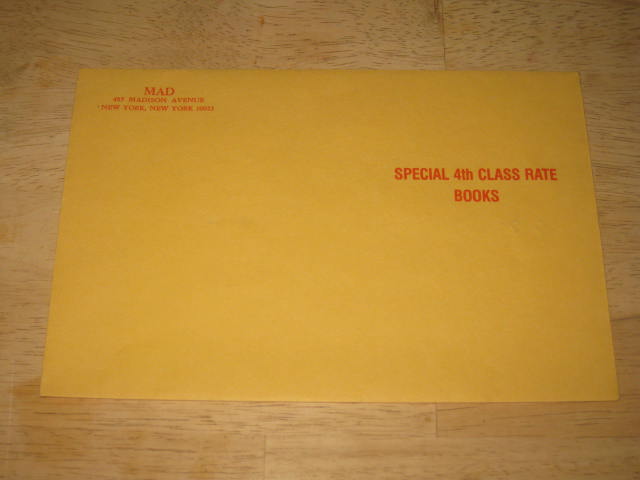 MAD
485 MADISON AVENUE
NEW YORK, NEW YORK 10022
SPECIAL 4th CLASS RATE
BOOKS